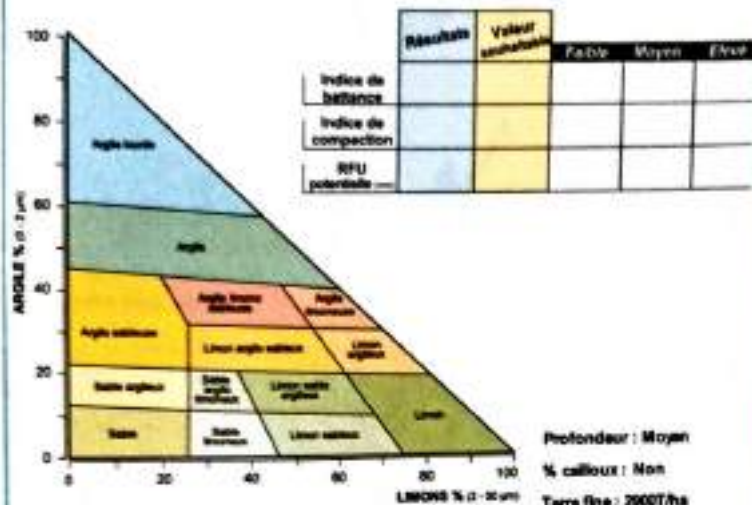 Résultats
Valeur souhaitable
Faible
Moyen
Elevé
Indice de battance
Indice de compaction
RFU potentielle
ARGILE % (0 - 2 µm)
100
80
60
40
20
0
Argile lourde
Argile
Argile limono sableuse
Argile limoneuse
Argile sableuse
Limon argilo sableux
Limon argileux
Sable argileux
Sable argilo limoneux
Limon sablo argileux
Limon
Sable
Sable limoneux
Limon sableux
0
20
40
60
80
100
LIMONS % (2 - 50 µm)
Profondeur : Moyen
% cailloux : Non
Terre fine : 2900T/ha